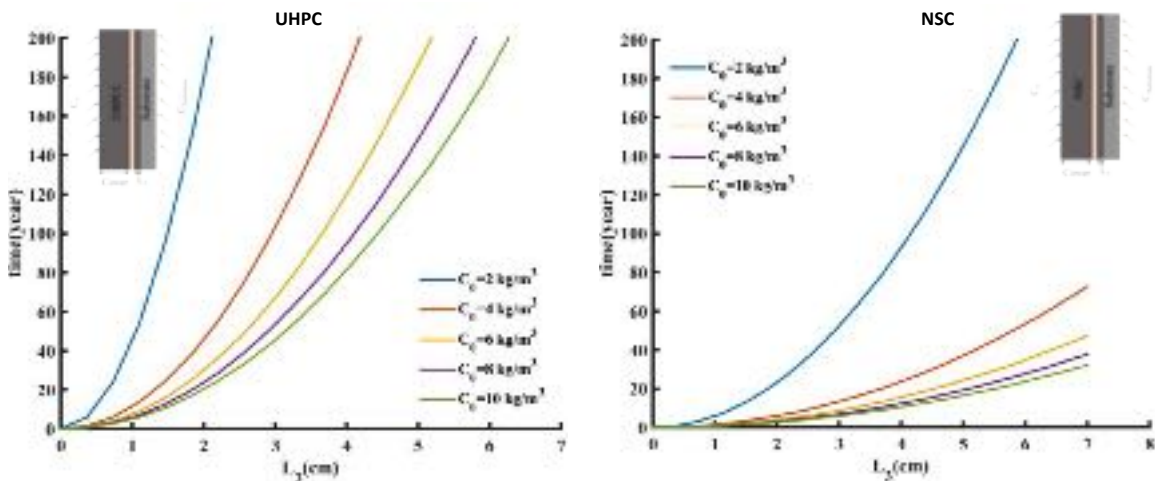 UHPC
200
180
160
140
120
100
80
60
40
20
0
time(year)
0 1 2 3 4 5 6 7
L₃(cm)
C₀=2 kg/m³
C₀=4 kg/m³
C₀=6 kg/m³
C₀=8 kg/m³
C₀=10 kg/m³
NSC
200
180
160
140
120
100
80
60
40
20
0
time(year)
C₀=2 kg/m³
C₀=4 kg/m³
C₀=6 kg/m³
C₀=8 kg/m³
C₀=10 kg/m³
0 1 2 3 4 5 6 7 8
L₃(cm)